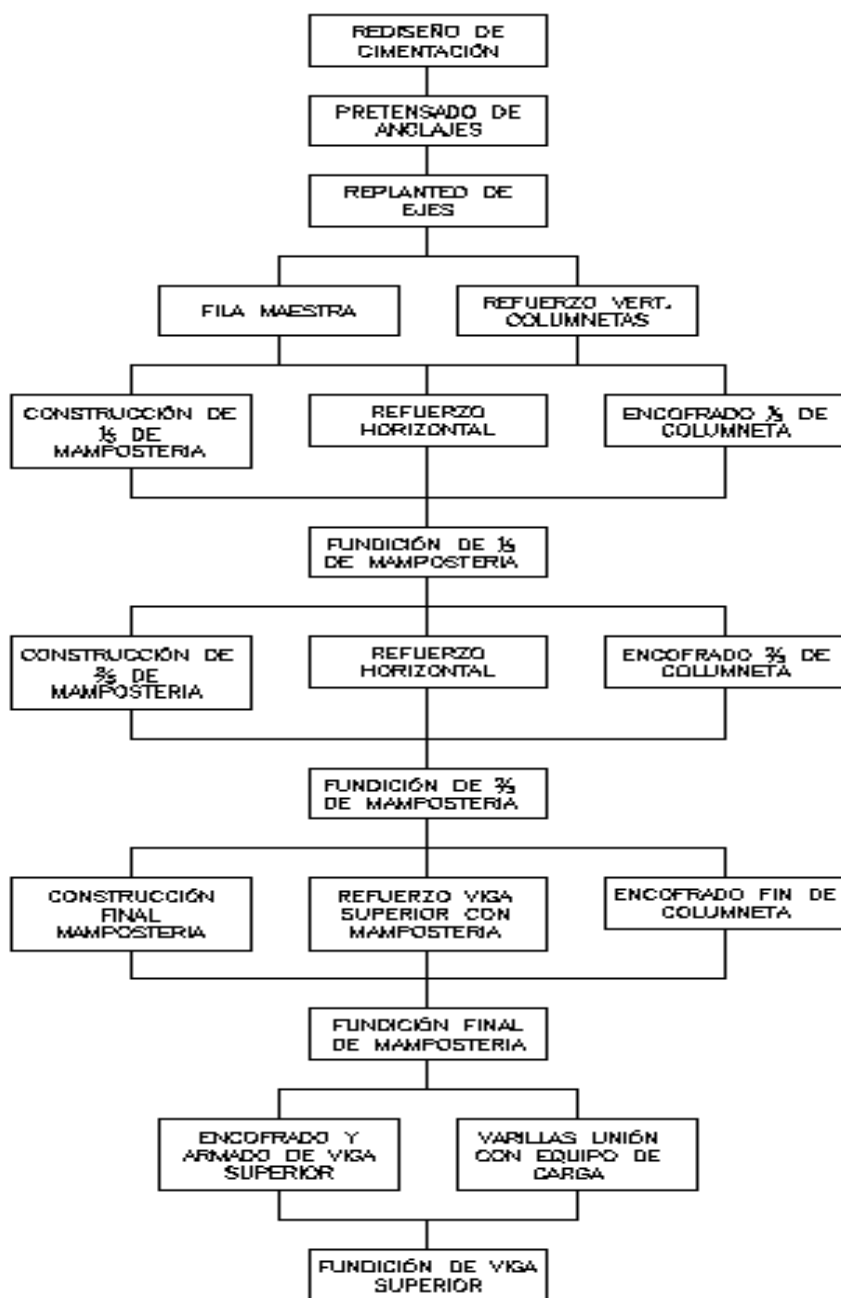 REDISEÑO DE
CIMENTACIÓN
PRETENSADO DE
ANCLAJES
REPLANTEO DE
EJES
FILA MAESTRA
REFUERZO VERT.
COLUMNETAS
CONSTRUCCIÓN DE
⅓ DE
MAMPOSTERIA
REFUERZO
HORIZONTAL
ENCOFRADO ⅓ DE
COLUMNETA
FUNDICIÓN DE ⅓
DE MAMPOSTERIA
CONSTRUCCIÓN DE
⅔ DE
MAMPOSTERIA
REFUERZO
HORIZONTAL
ENCOFRADO ⅔ DE
COLUMNETA
FUNDICIÓN DE ⅔
DE MAMPOSTERIA
CONSTRUCCIÓN
FINAL
MAMPOSTERIA
REFUERZO VIGA
SUPERIOR CON
MAMPOSTERIA
ENCOFRADO FIN DE
COLUMNETA
FUNDICIÓN FINAL
DE MAMPOSTERIA
ENCOFRADO Y
ARMADO DE VIGA
SUPERIOR
VARILLAS UNIÓN
CON EQUIPO DE
CARGA
FUNDICIÓN DE VIGA
SUPERIOR